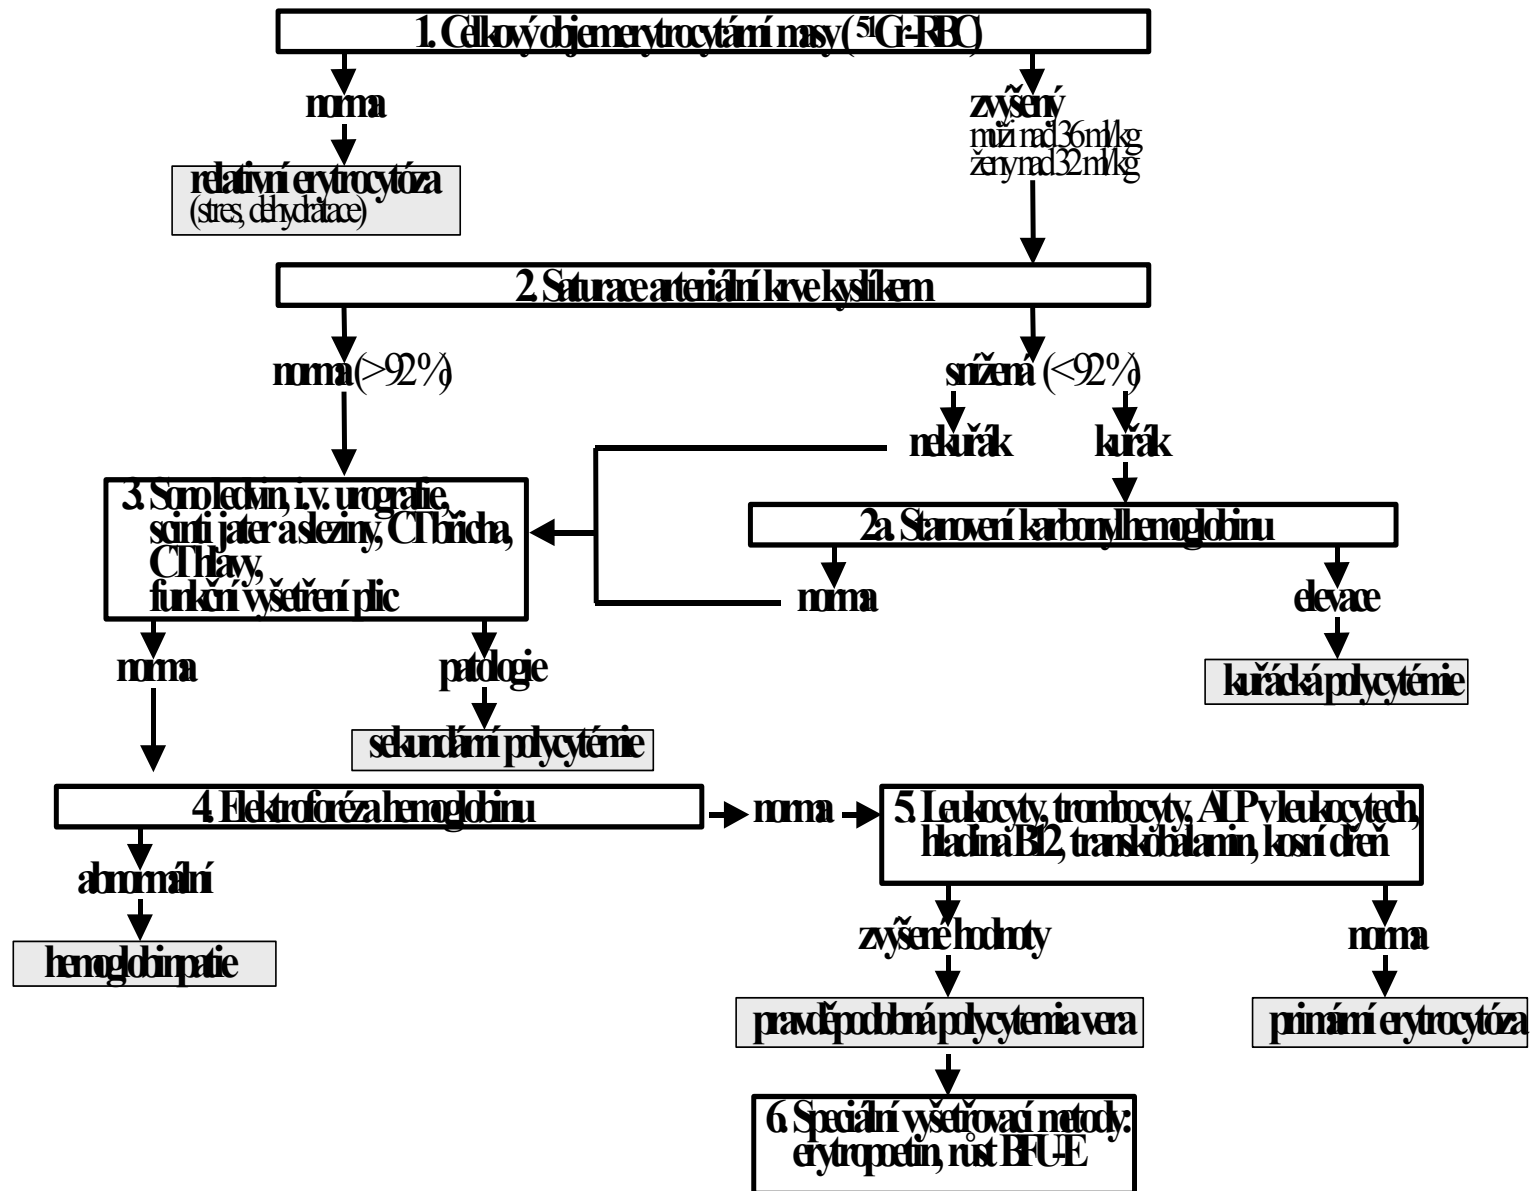 1. Celkový objem erytrocytární masy ( ⁵¹Cr-RBC)
norma
zvýšený
muži nad 36 ml/kg
ženy nad 32 ml/kg
relativní erytrocytóza
(stres, dehydratace)
2. Saturace arteriální krve kyslíkem
norma (>92%)
snížená (<92%)
nekuřák
kuřák
3. Sono ledvin, i.v. urografie,
scinti jater a sleziny, CT břicha,
CT hlavy,
funkční vyšetření plic
2a. Stanovení karbonylhemoglobinu
norma
elevace
norma
patologie
kuřácká polycytémie
sekundární polycytémie
4. Elektroforéza hemoglobinu
norma
5. Leukocyty, trombocyty, ALP v leukocytech,
hladina B12, transkobalamin, kosní dřeň
abnormální
zvýšené hodnoty
norma
hemoglobinpatie
pravděpodobná polycytemia vera
primární erytrocytóza
6. Speciální vyšetřovací metody:
erytropoetin, růst BFU-E